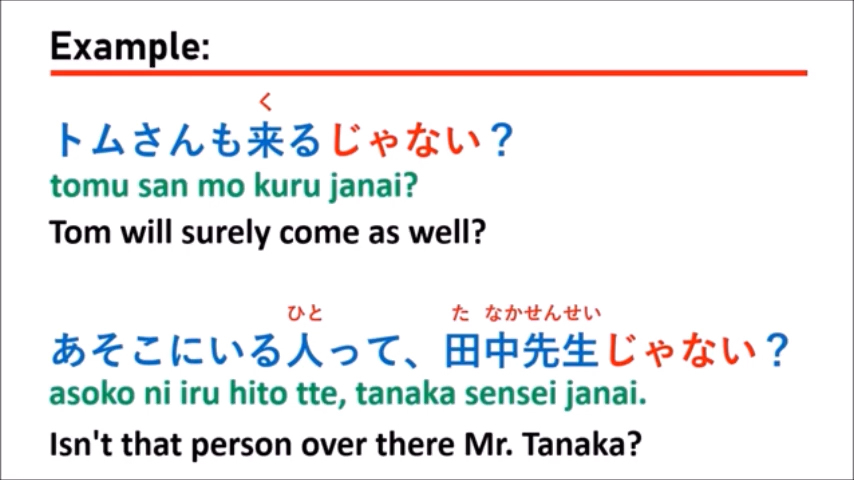 Example:
く
トムさんも来るじゃない？
tomu san mo kuru janai?
Tom will surely come as well?
ひと た なかせんせい
あそこにいる人って、田中先生じゃない？
asoko ni iru hito tte, tanaka sensei janai.
Isn't that person over there Mr. Tanaka?